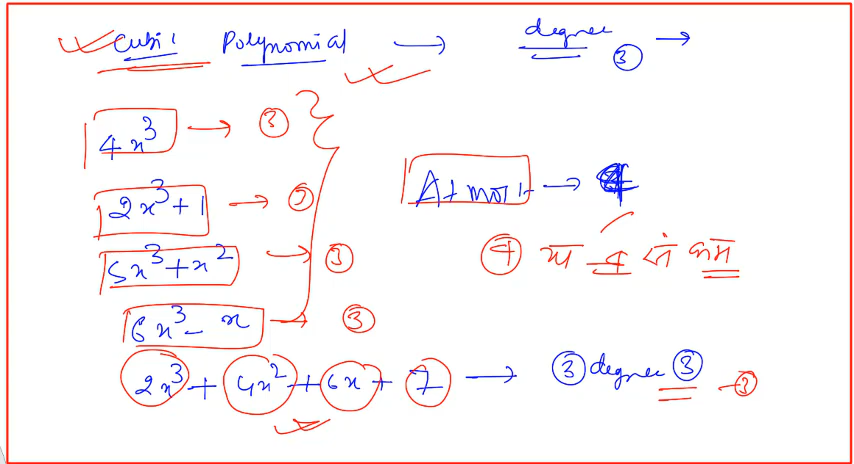 Cubic Polynomial → degree ③ →
4x³ → ③
At most → 4
2x³ + 1 → ③
④ या 4 से कम
5x³ + x² → ③
6x³ - x → ③
2x³ + 4x² + 6x + 7 → ③ degree ③ -③